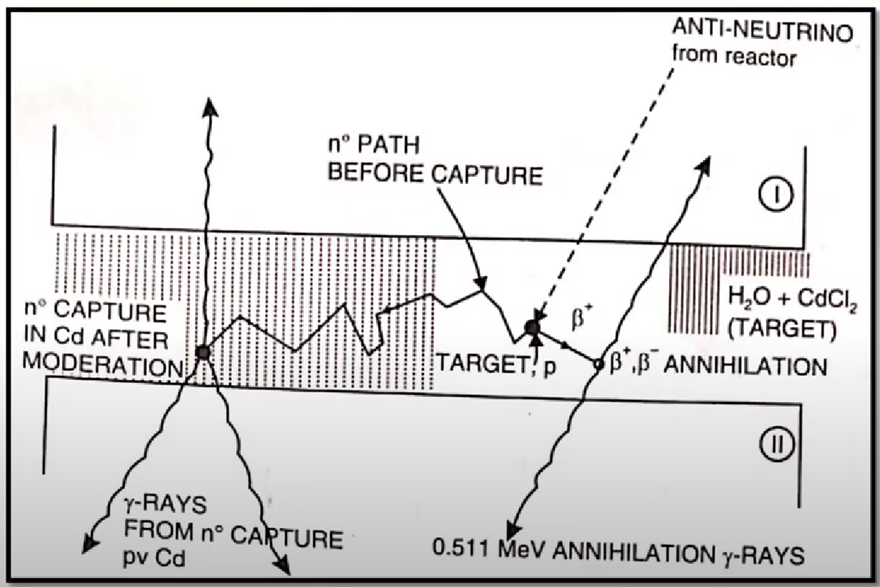 ANTI-NEUTRINO
from reactor
n° PATH
BEFORE CAPTURE
I
H₂O + CdCl₂
(TARGET)
n° CAPTURE
IN Cd AFTER
MODERATION
β⁺
TARGET, p
β⁺,β⁻ ANNIHILATION
II
γ-RAYS
FROM n° CAPTURE
pv Cd
0.511 MeV ANNIHILATION γ-RAYS